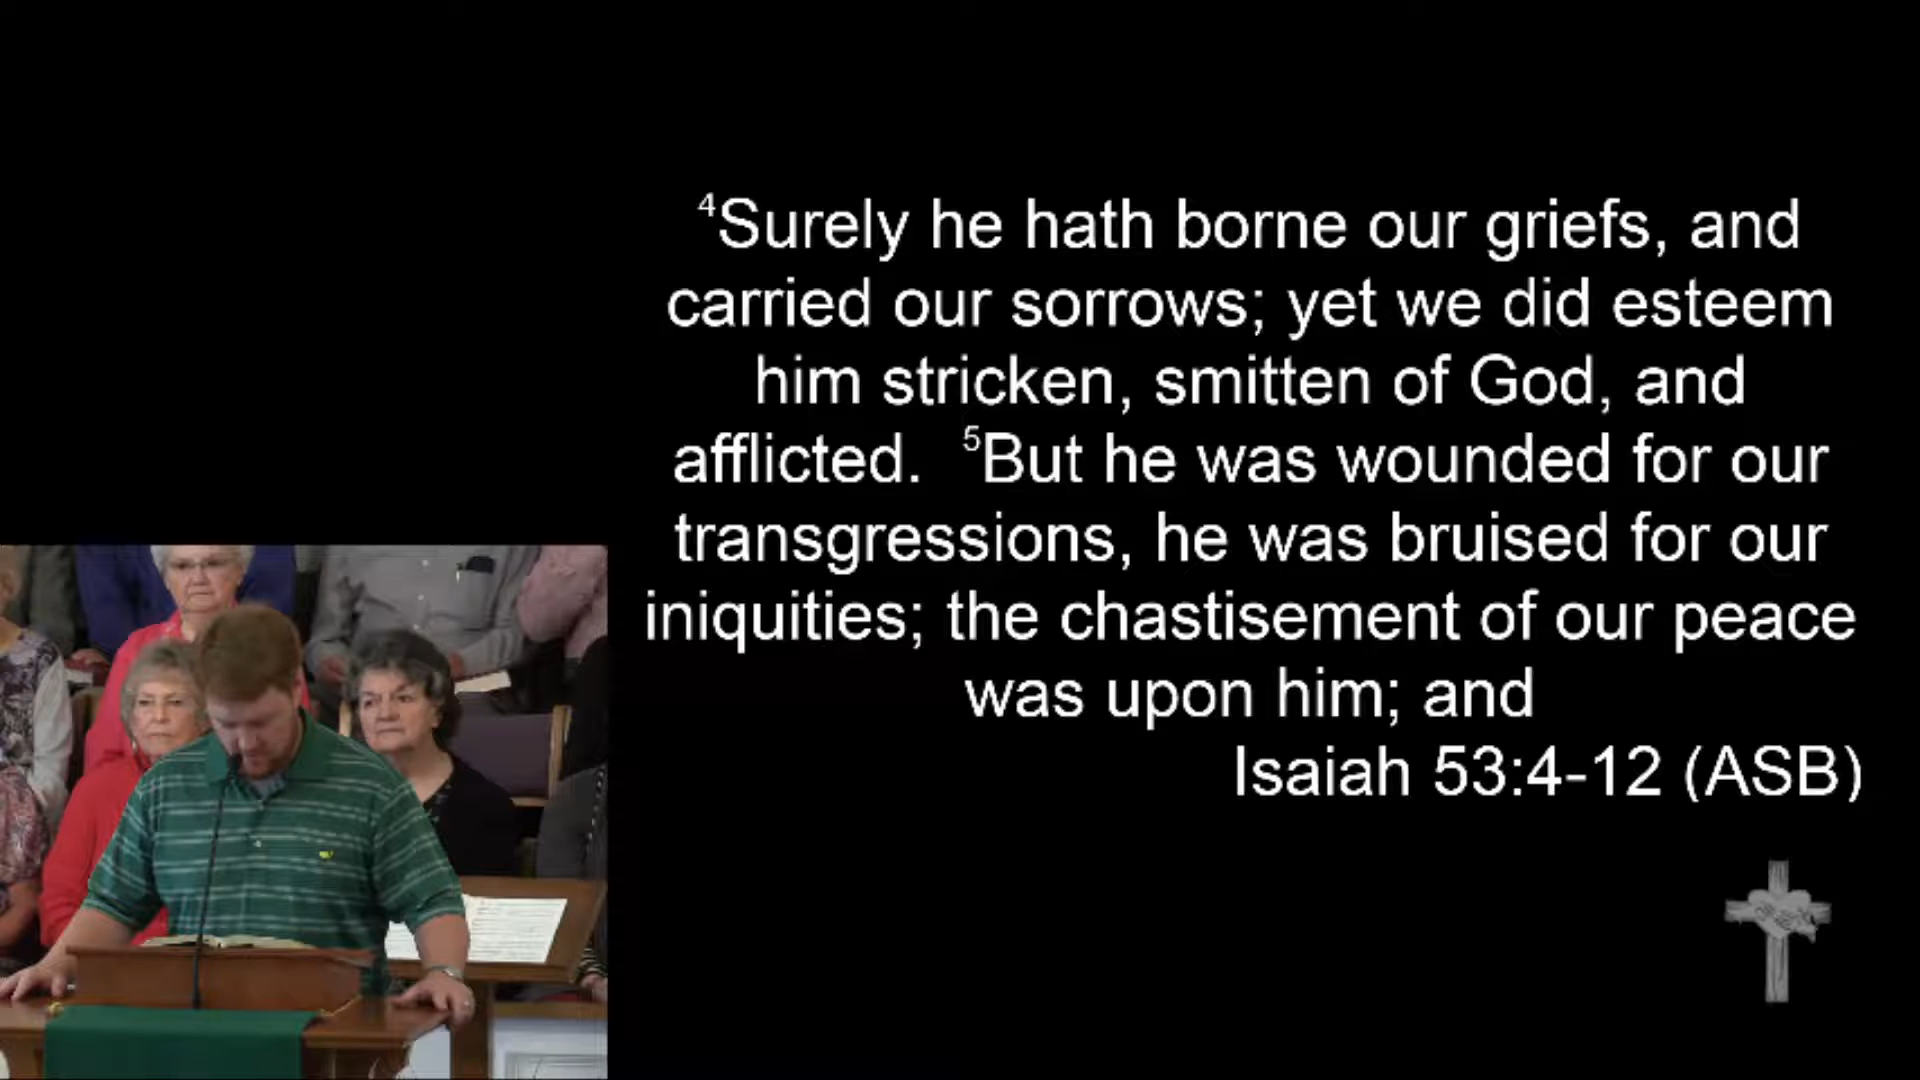 ⁴Surely he hath borne our griefs, and
carried our sorrows; yet we did esteem
him stricken, smitten of God, and
afflicted. ⁵But he was wounded for our
transgressions, he was bruised for our
iniquities; the chastisement of our peace
was upon him; and
Isaiah 53:4-12 (ASB)